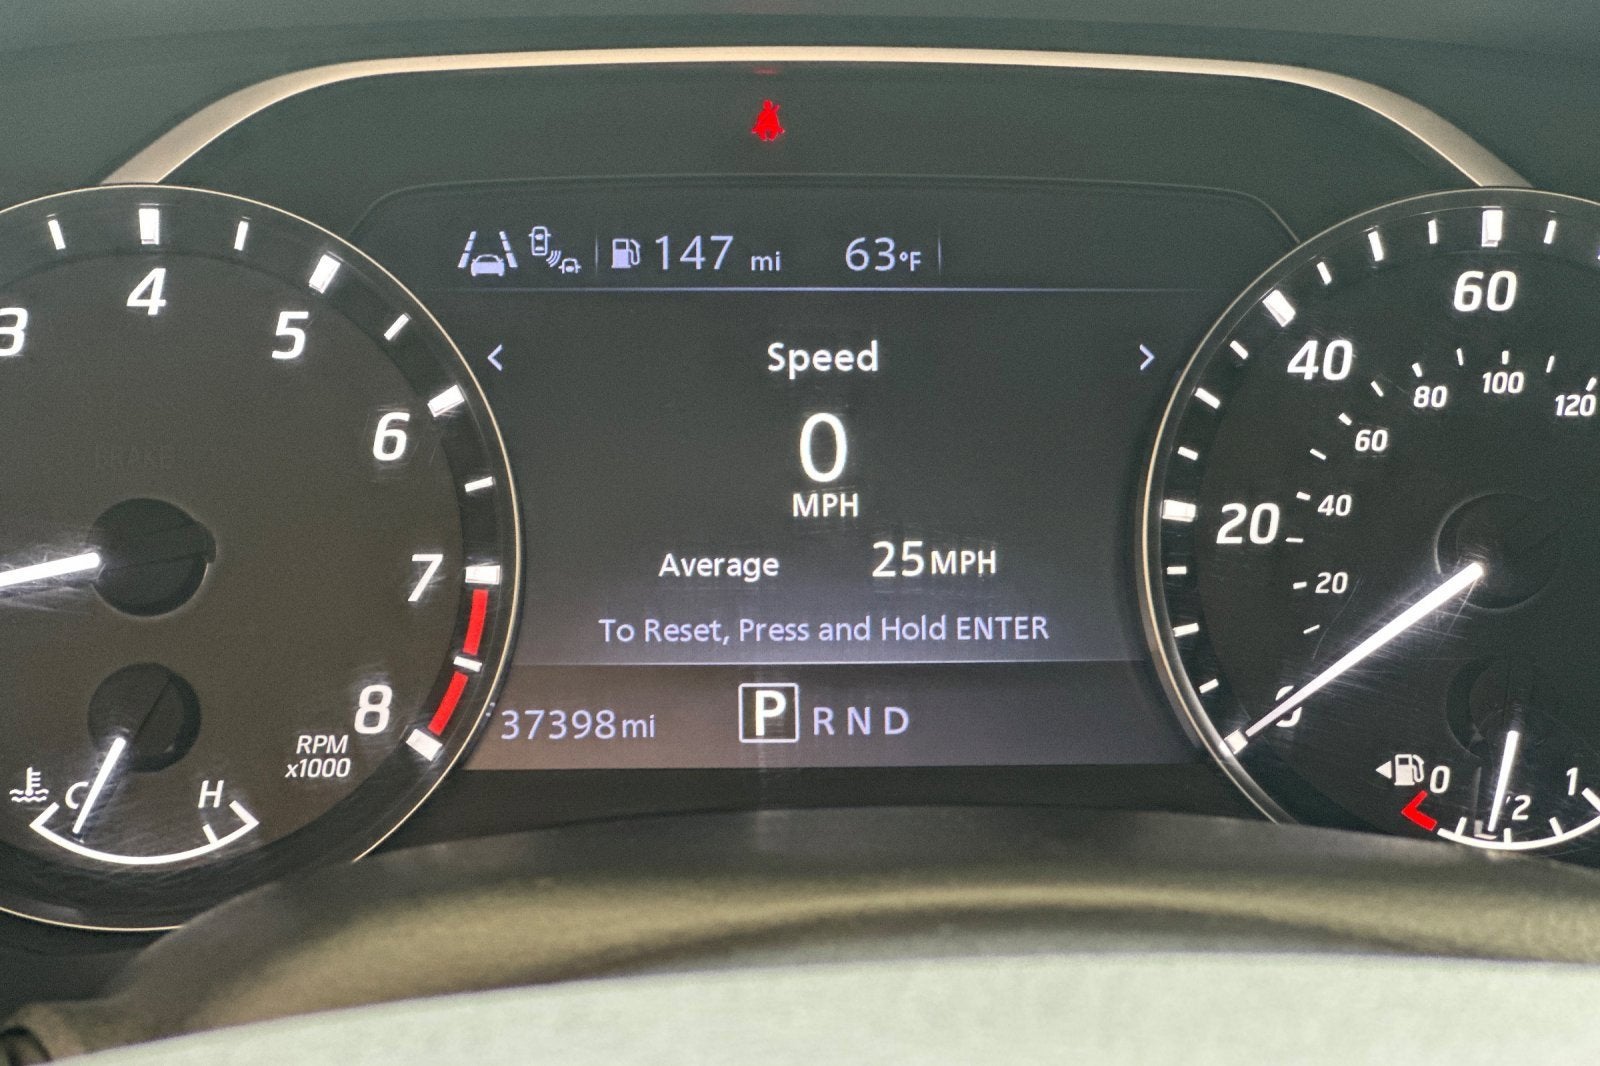 147 mi 63°F
< Speed >
0
MPH
Average 25 MPH
To Reset, Press and Hold ENTER
37398 mi P R N D
3 4 5 6 7 8
RPM
x1000
C H
20 40 60
20 40 60 80 100 120
0 1/2 1